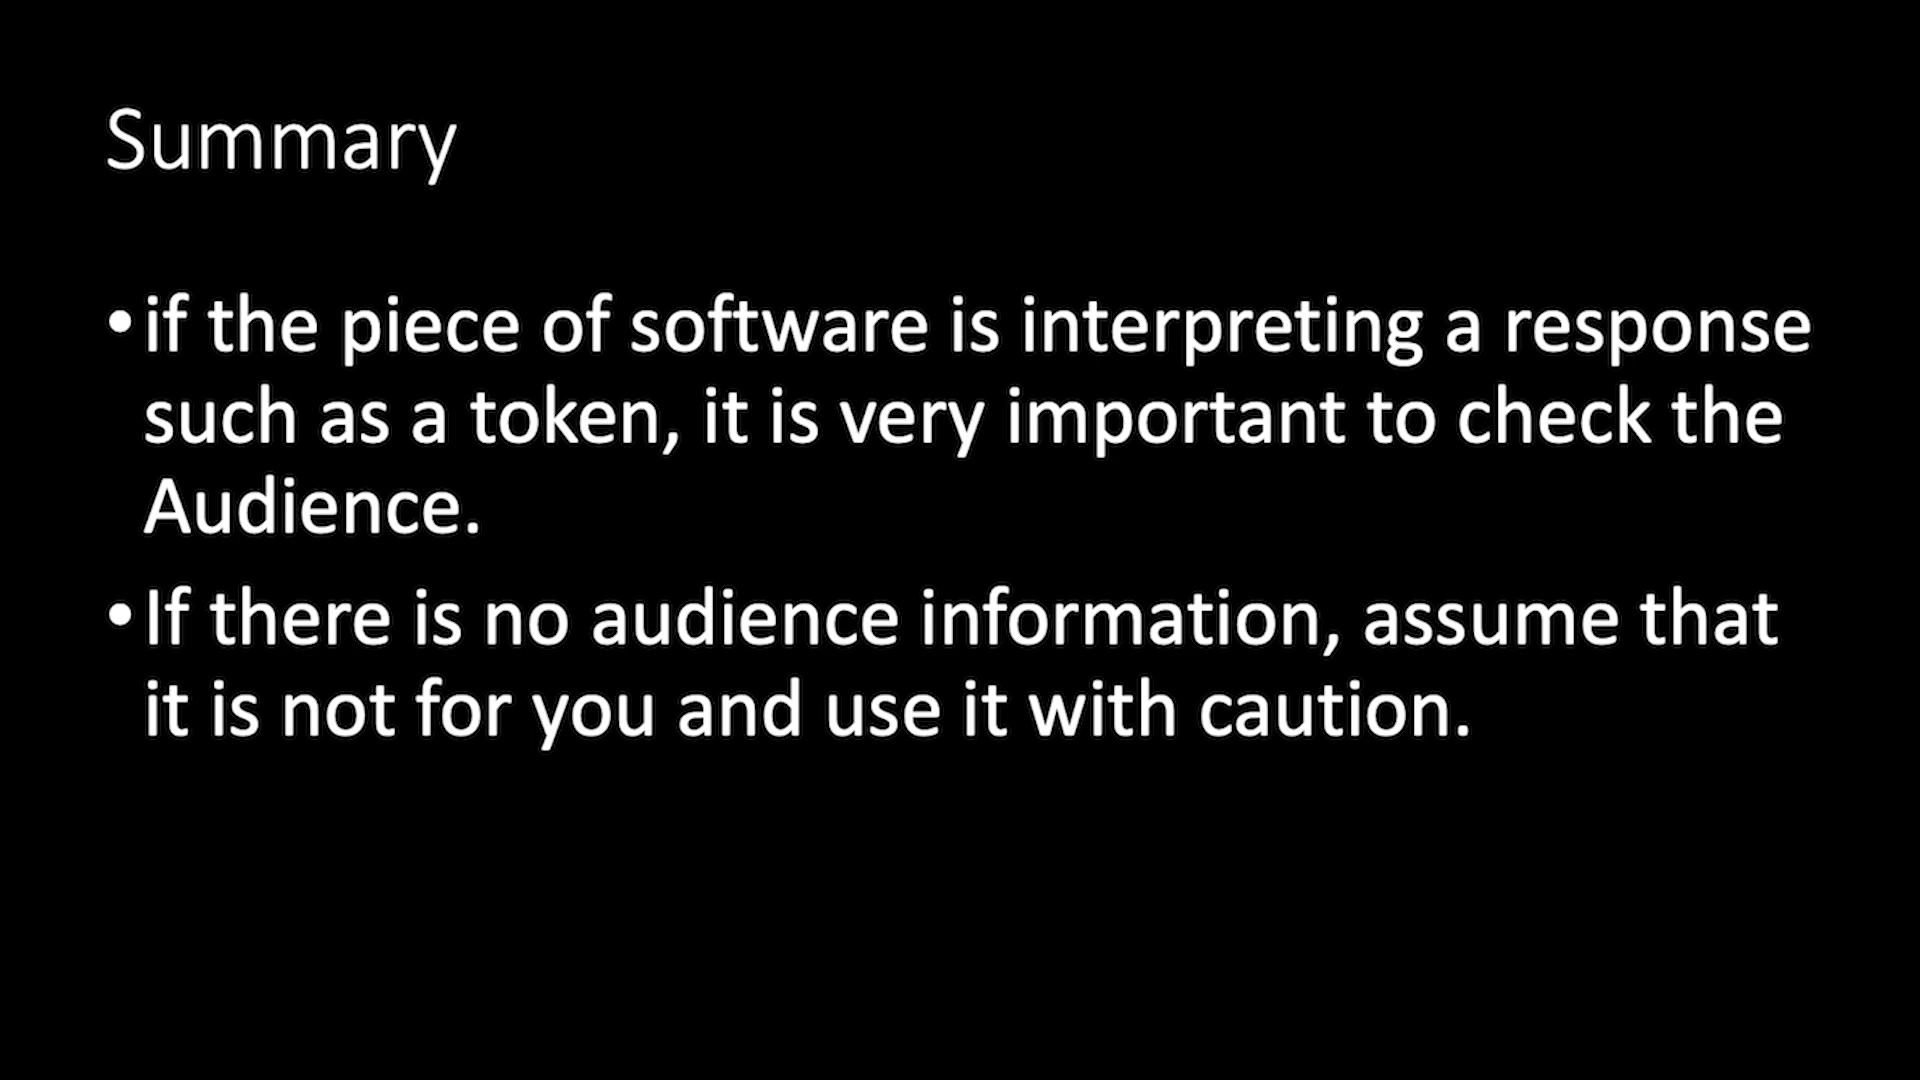 Summary
•if the piece of software is interpreting a response
such as a token, it is very important to check the
Audience.
•If there is no audience information, assume that
it is not for you and use it with caution.